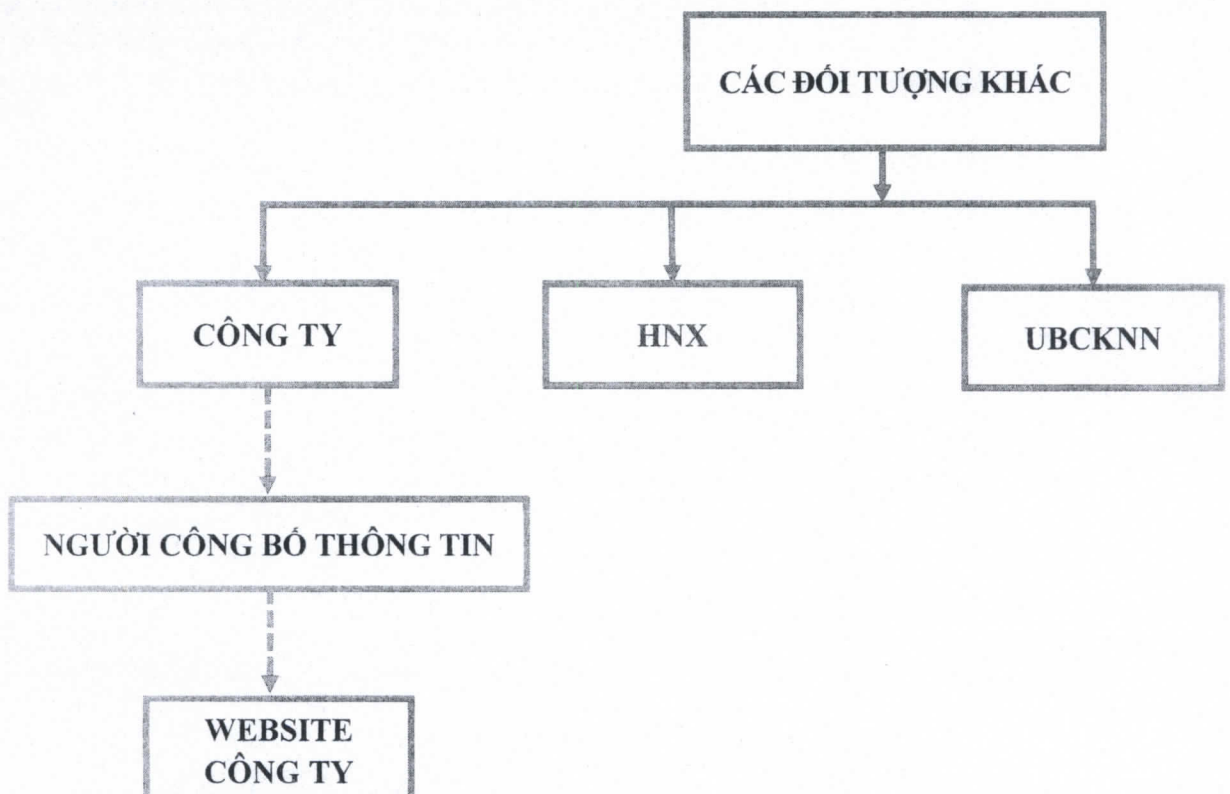 CÁC ĐỐI TƯỢNG KHÁC
CÔNG TY
HNX
UBCKNN
NGƯỜI CÔNG BỐ THÔNG TIN
WEBSITE
CÔNG TY